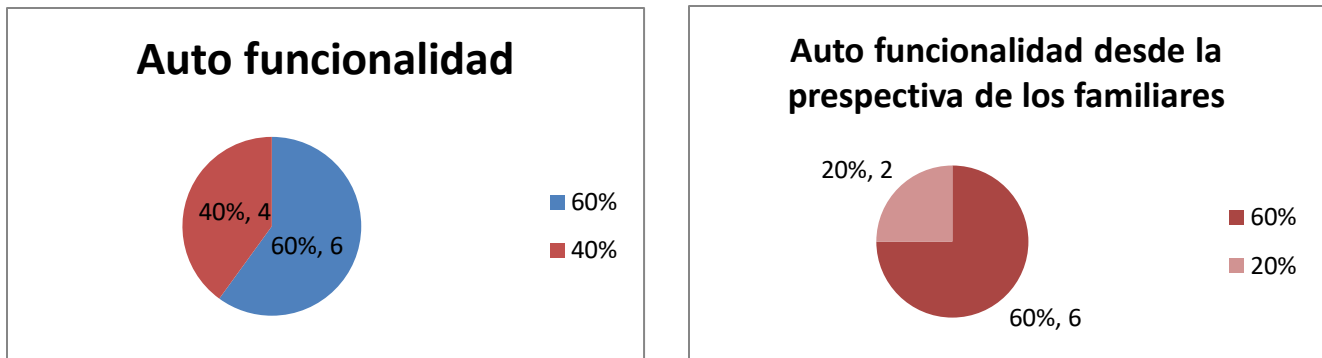 Auto funcionalidad
40%, 4
60%, 6
60%
40%
Auto funcionalidad desde la
prespectiva de los familiares
20%, 2
60%, 6
60%
20%